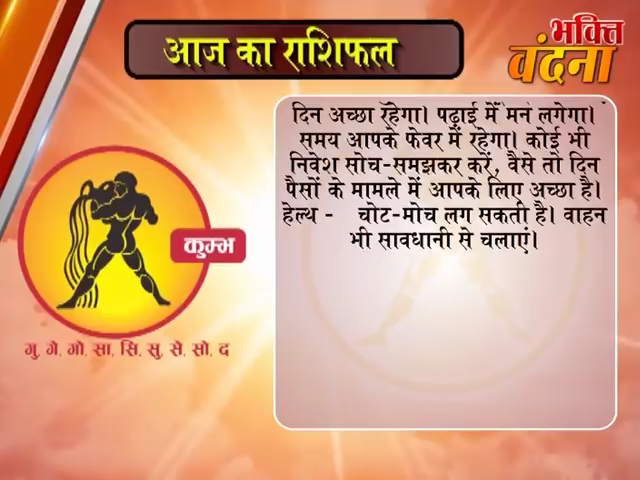 आज का राशिफल
भक्ति
वंदना
दिन अच्छा रहेगा। पढ़ाई में मन लगेगा।
समय आपके फेवर में रहेगा। कोई भी
निवेश सोच-समझकर करें, वैसे तो दिन
पैसों के मामले में आपके लिए अच्छा है।
हेल्थ - चोट-मोच लग सकती है। वाहन
भी सावधानी से चलाएं।
कुम्भ
गु, गे, गो, सा, सि, सु, से, सो, द